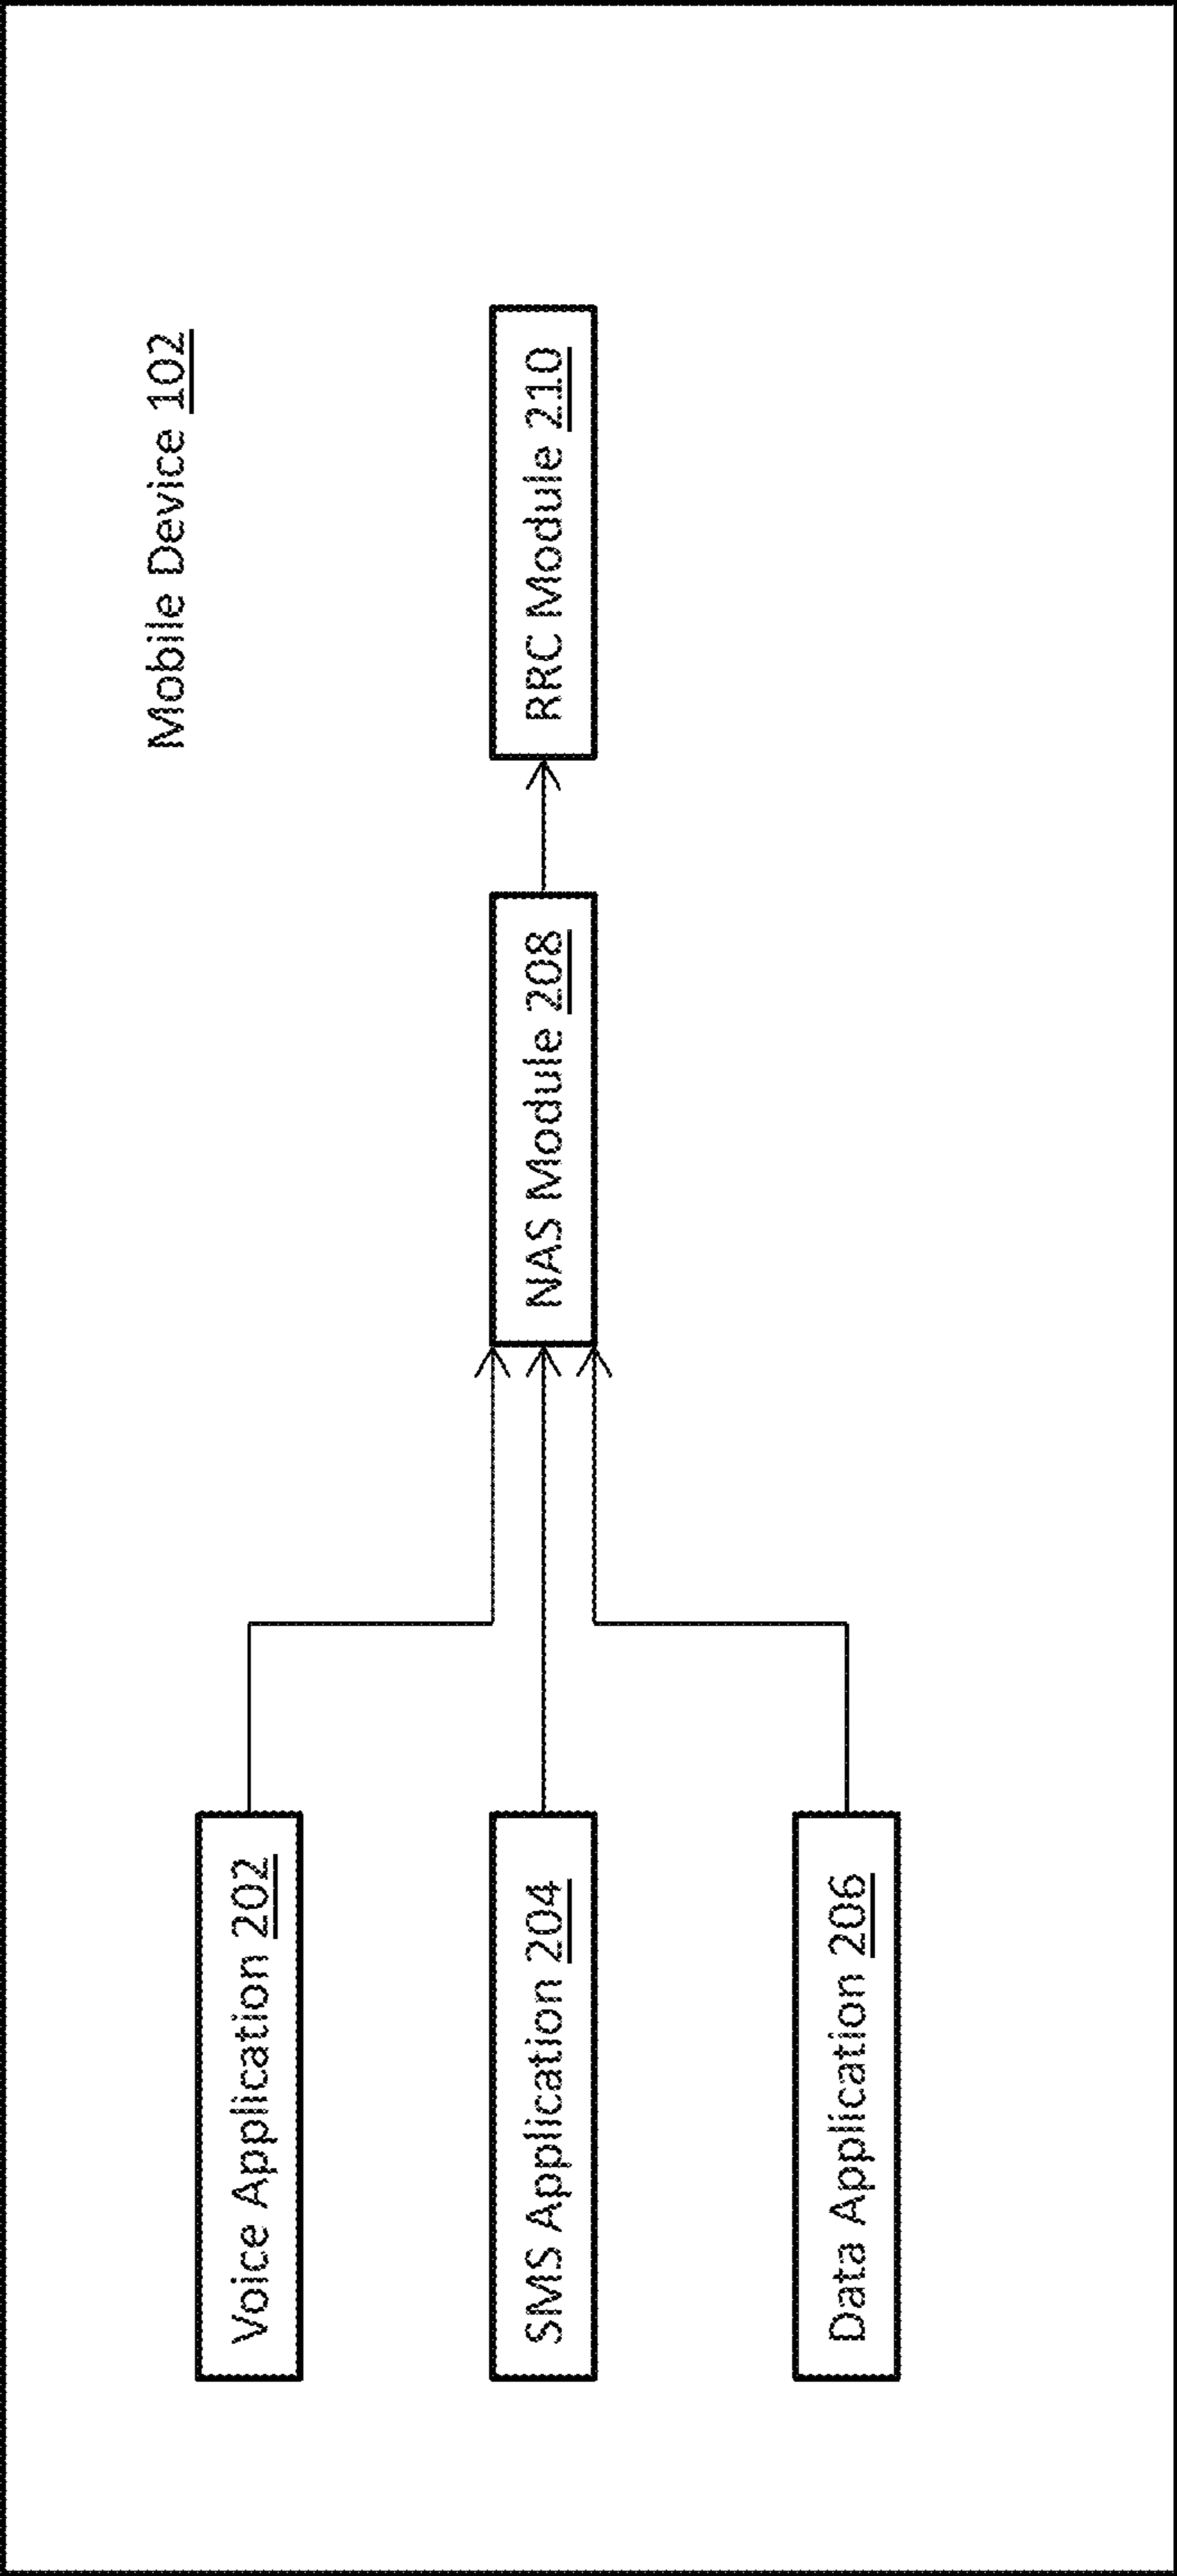 Mobile Device 102
Voice Application 202
SMS Application 204
Data Application 206
NAS Module 208
RRC Module 210